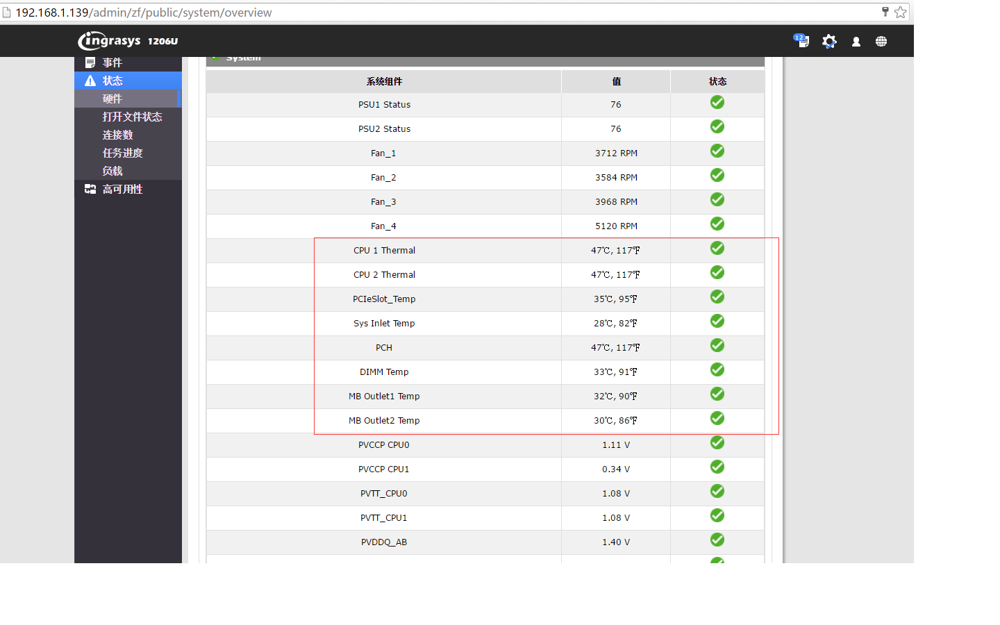 192.168.1.139/admin/zf/public/system/overview
ingrasys 1206U
12
事件
状态
硬件
打开文件状态
连接数
任务进度
负载
高可用性
System
系统组件 值 状态
PSU1 Status 76
PSU2 Status 76
Fan_1 3712 RPM
Fan_2 3584 RPM
Fan_3 3968 RPM
Fan_4 5120 RPM
CPU 1 Thermal 47℃, 117℉
CPU 2 Thermal 47℃, 117℉
PCIeSlot_Temp 35℃, 95℉
Sys Inlet Temp 28℃, 82℉
PCH 47℃, 117℉
DIMM Temp 33℃, 91℉
MB Outlet1 Temp 32℃, 90℉
MB Outlet2 Temp 30℃, 86℉
PVCCP CPU0 1.11 V
PVCCP CPU1 0.34 V
PVTT_CPU0 1.08 V
PVTT_CPU1 1.08 V
PVDDQ_AB 1.40 V